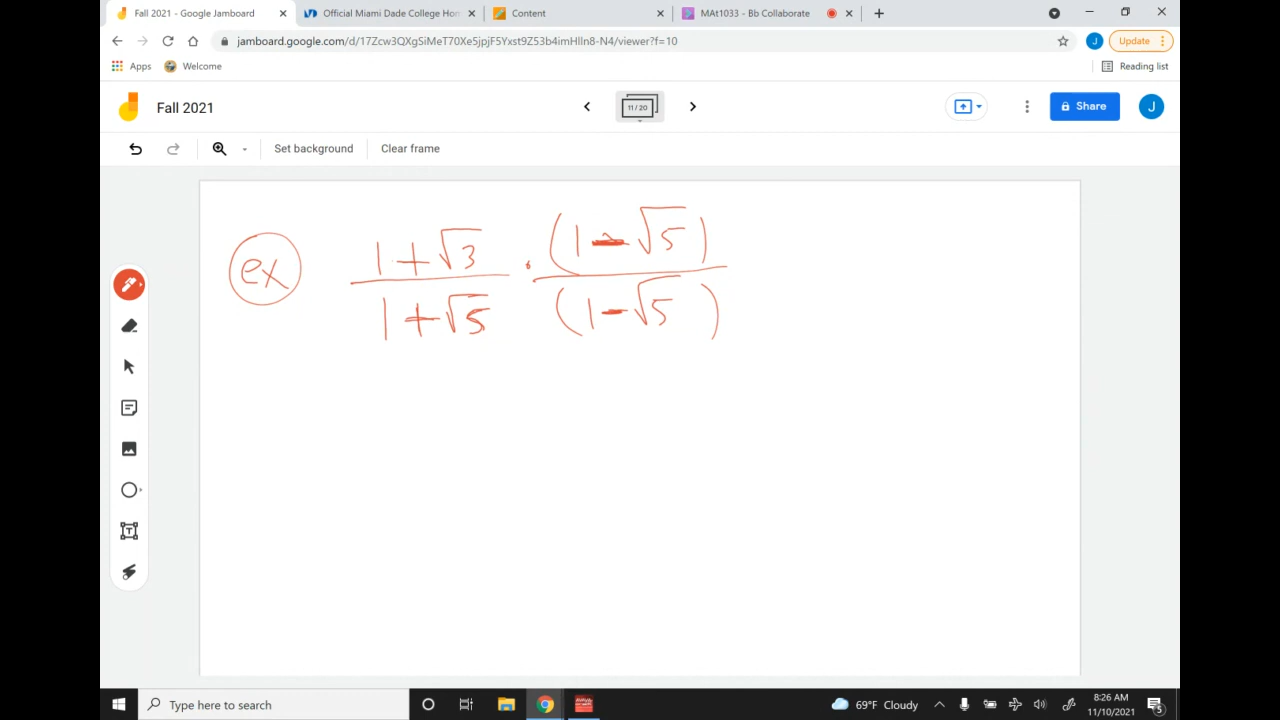 Fall 2021 - Google Jamboard
Official Miami Dade College Hom
Content
MAt1033 - Bb Collaborate
jamboard.google.com/d/17Zcw3QXgSiMeT70Xe5jpjF5Yxst9Z53b4imHlln8-N4/viewer?f=10
Update
Apps
Welcome
Reading list
Fall 2021
11 / 20
Share
J
Set background
Clear frame
ex
1 + √3 · (1 - √5)
1 + √5 (1 - √5)
Type here to search
69°F Cloudy
8:26 AM
11/10/2021
5